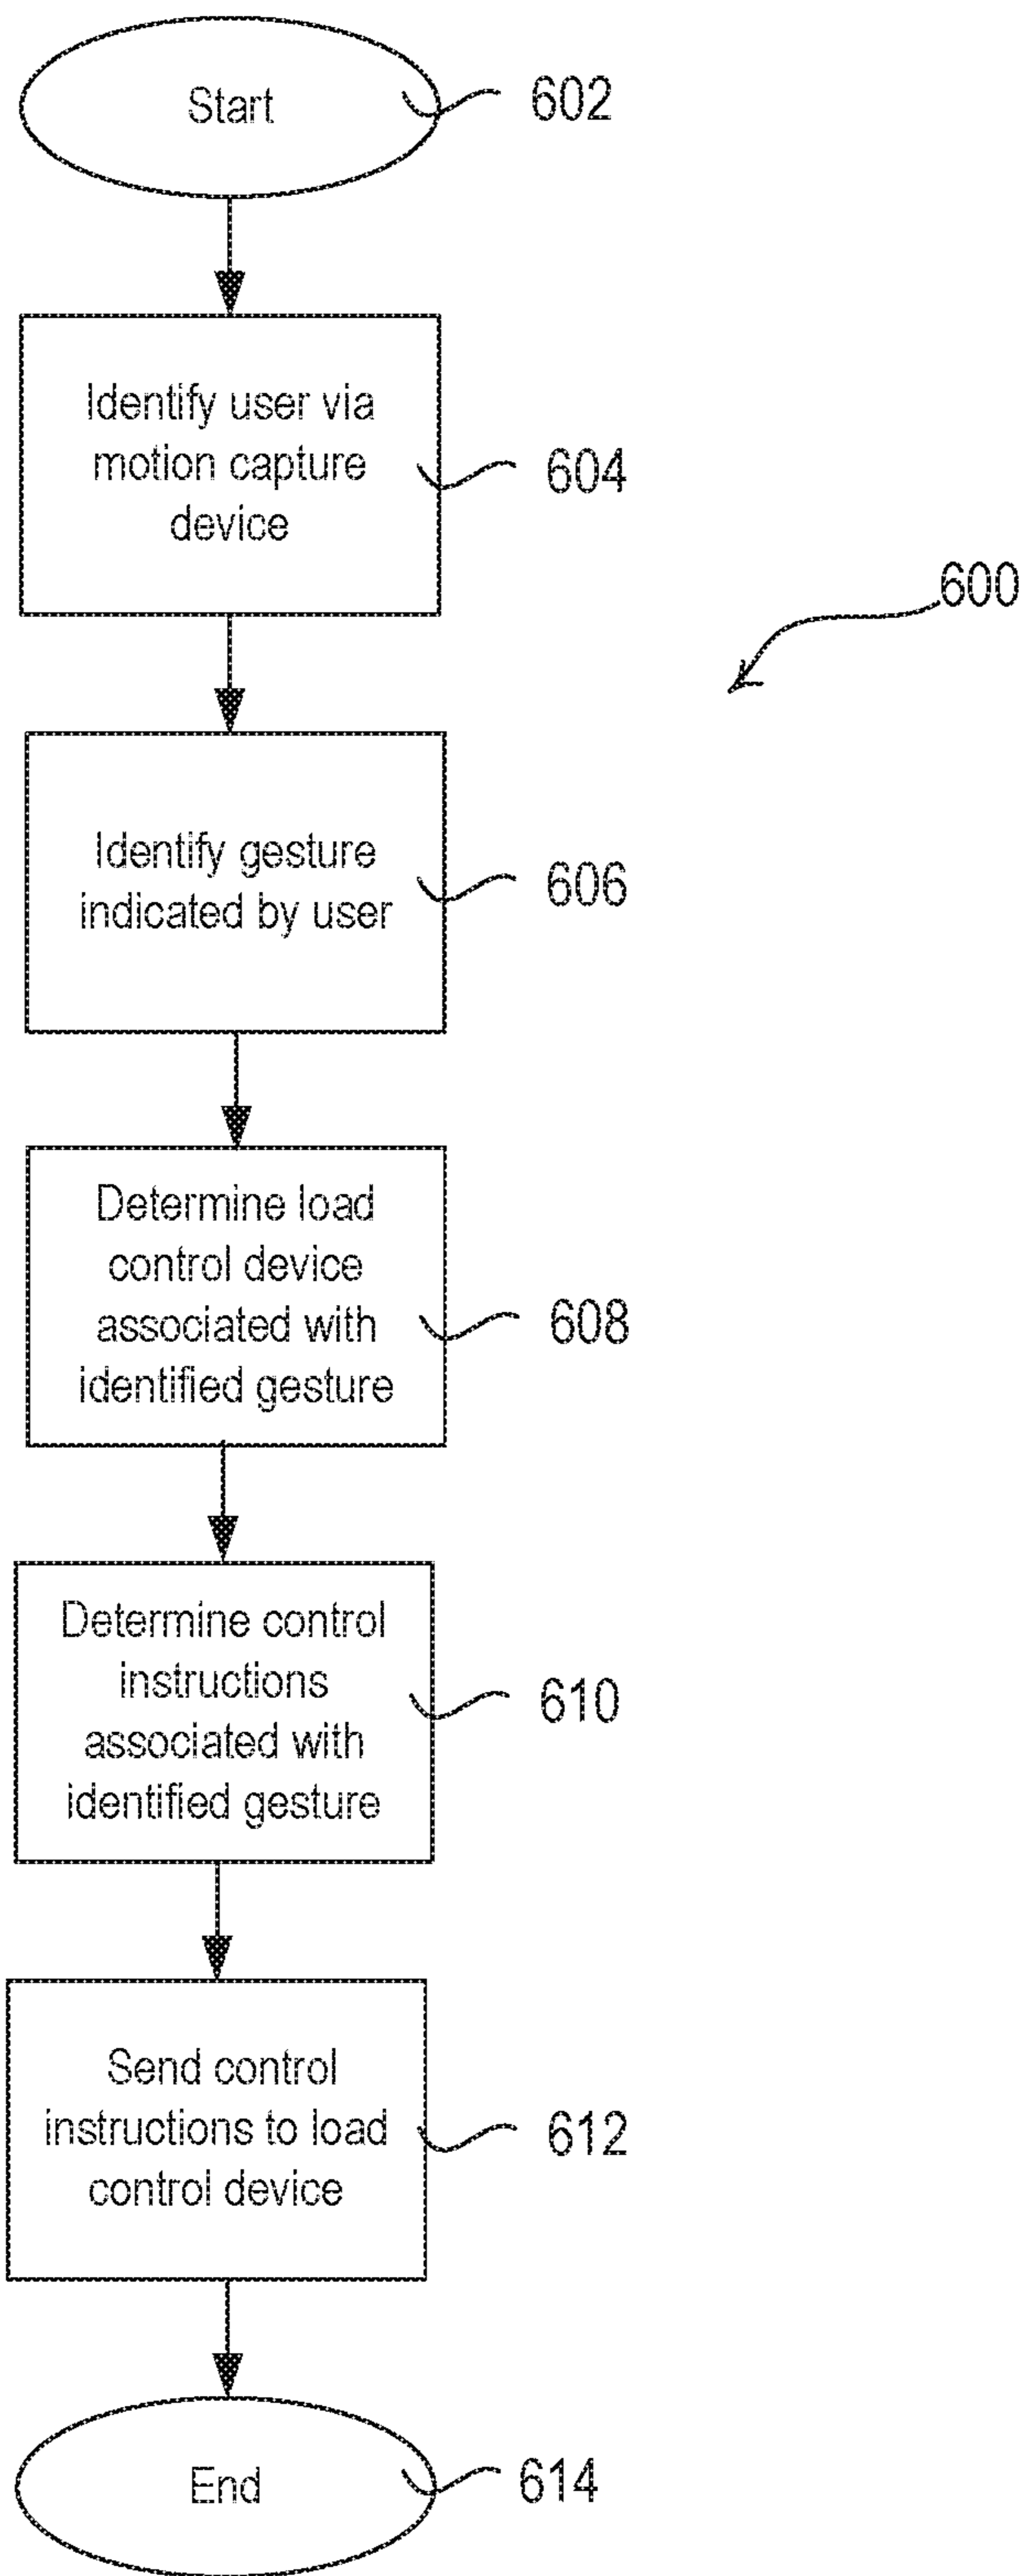 Start
602
Identify user via
motion capture
device
604
600
Identify gesture
indicated by user
606
Determine load
control device
associated with
identified gesture
608
Determine control
instructions
associated with
identified gesture
610
Send control
instructions to load
control device
612
End
614